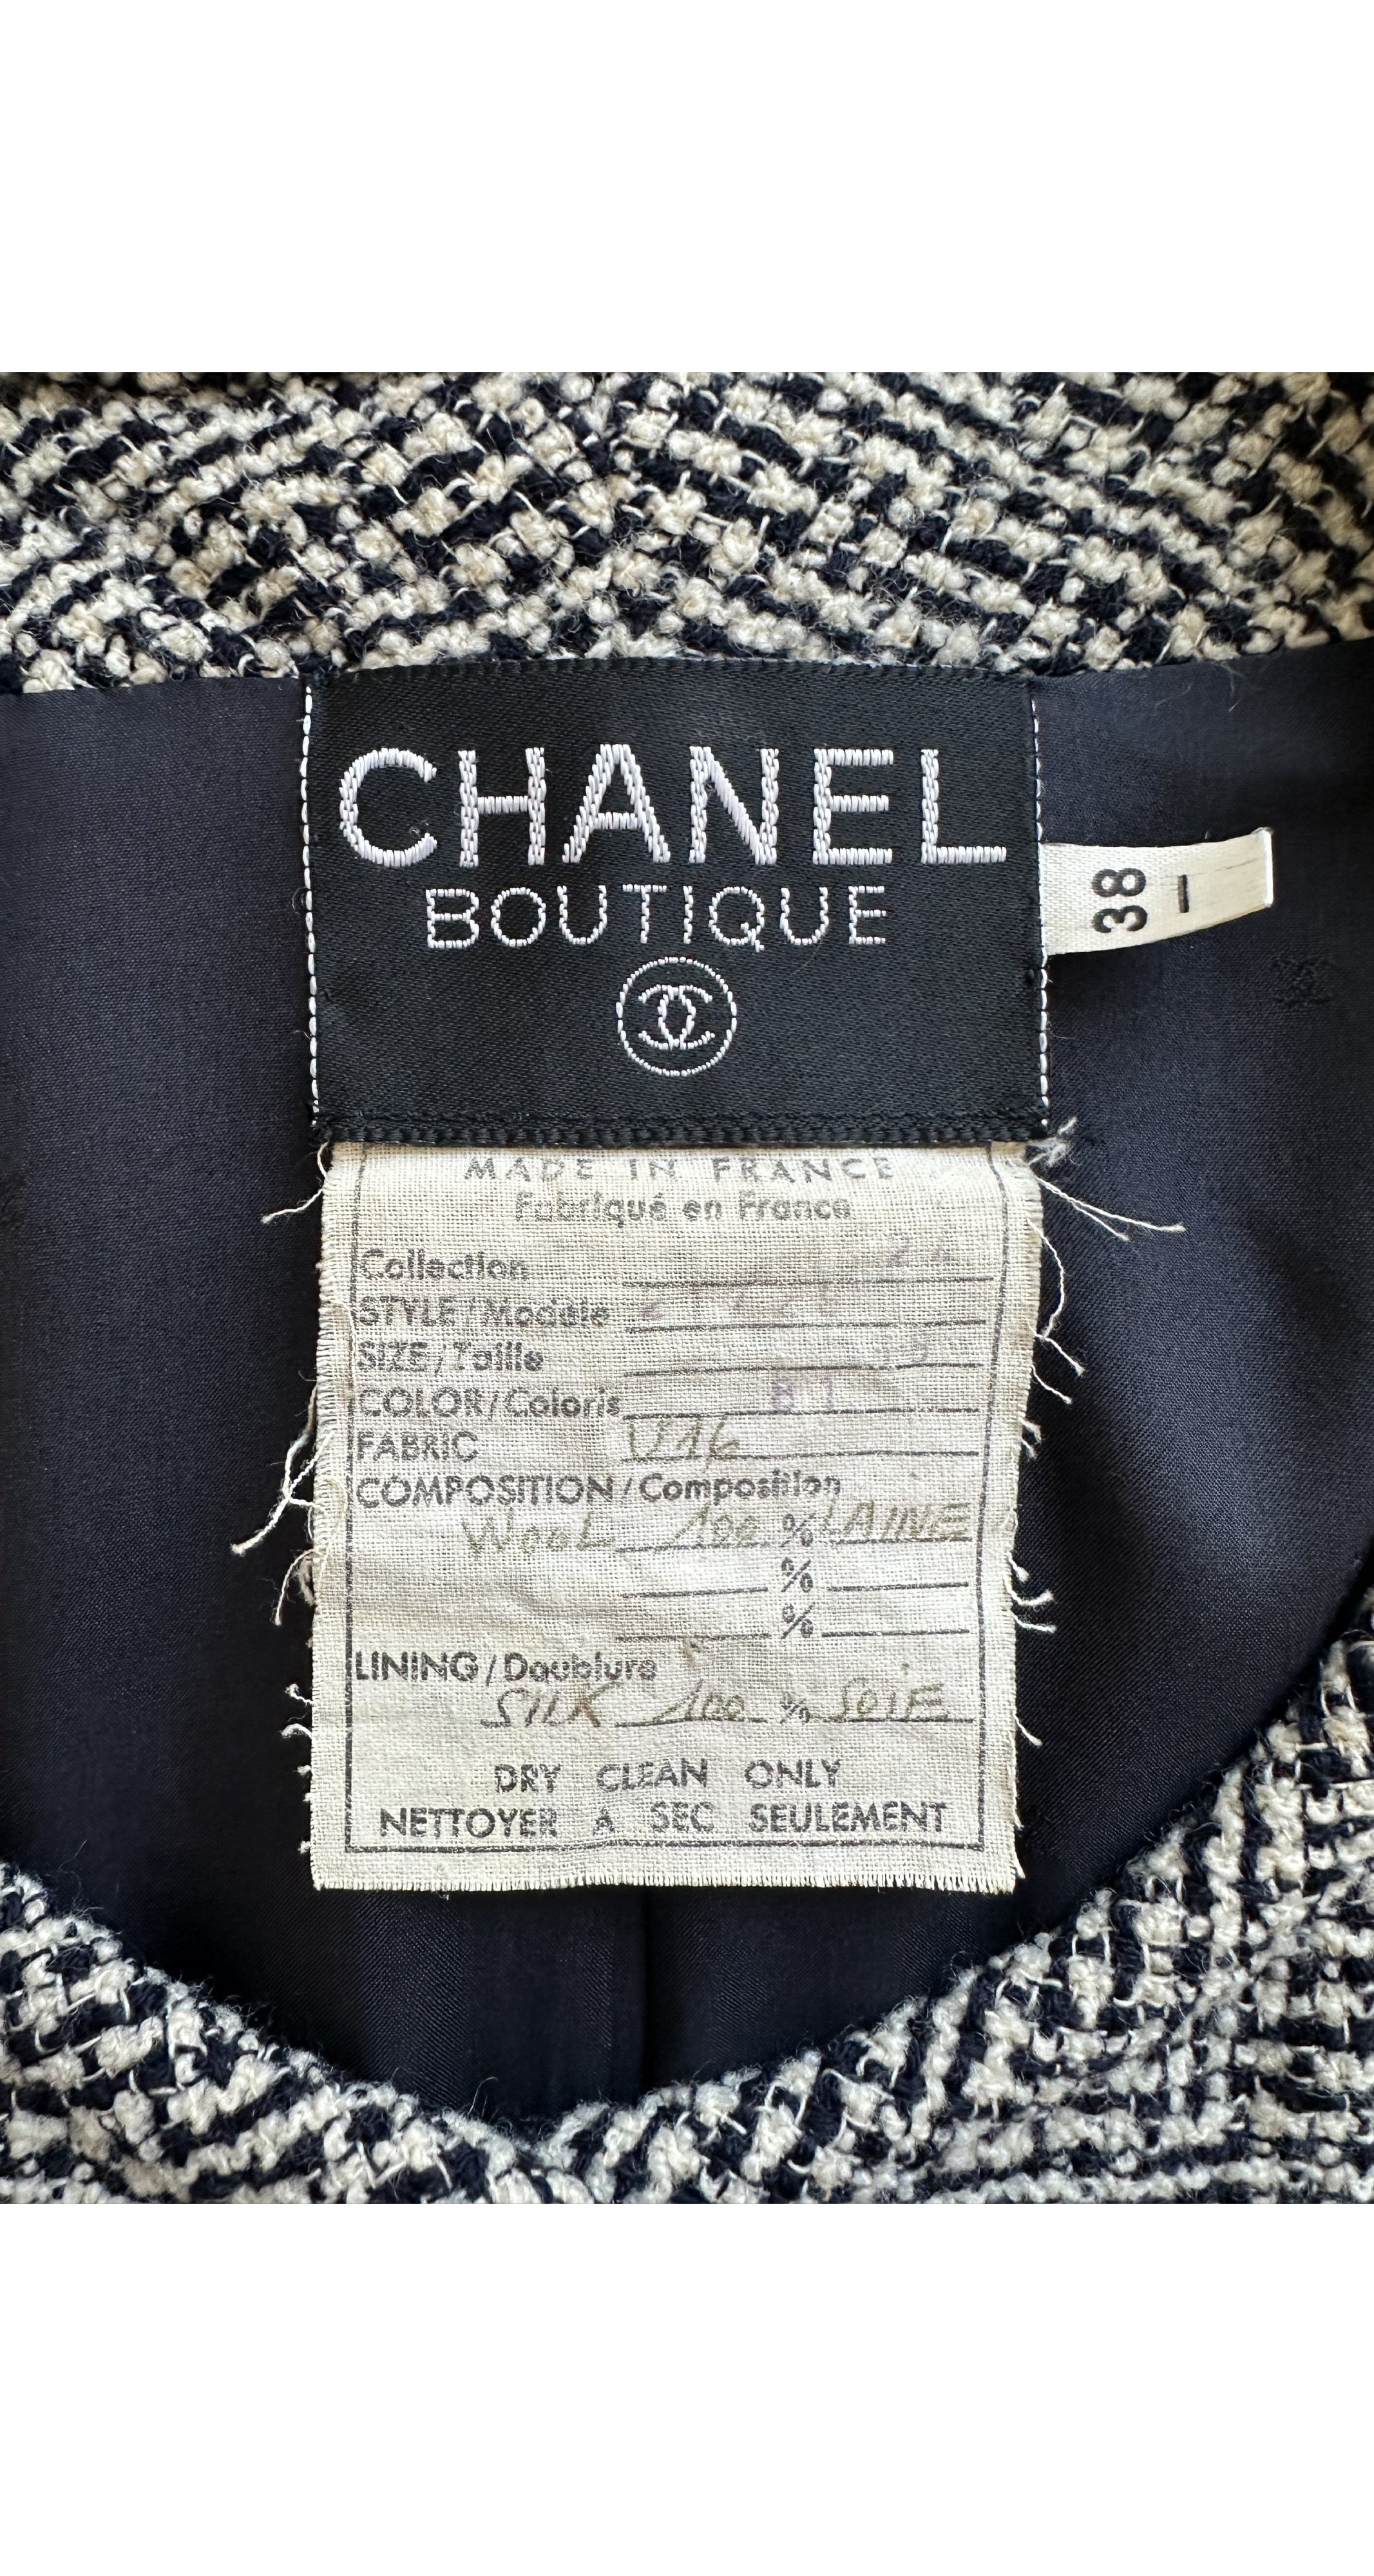 CHANEL
BOUTIQUE
38
I
MADE IN FRANCE
Fabriqué en France
Collection
STYLE/Modèle
SIZE/Taille
COLOR/Coloris
FABRIC V16
COMPOSITION/Composition
WOOL 100 % LAINE
%
%
LINING/Doublure
SILK 100 % SOIE
DRY CLEAN ONLY
NETTOYER A SEC SEULEMENT